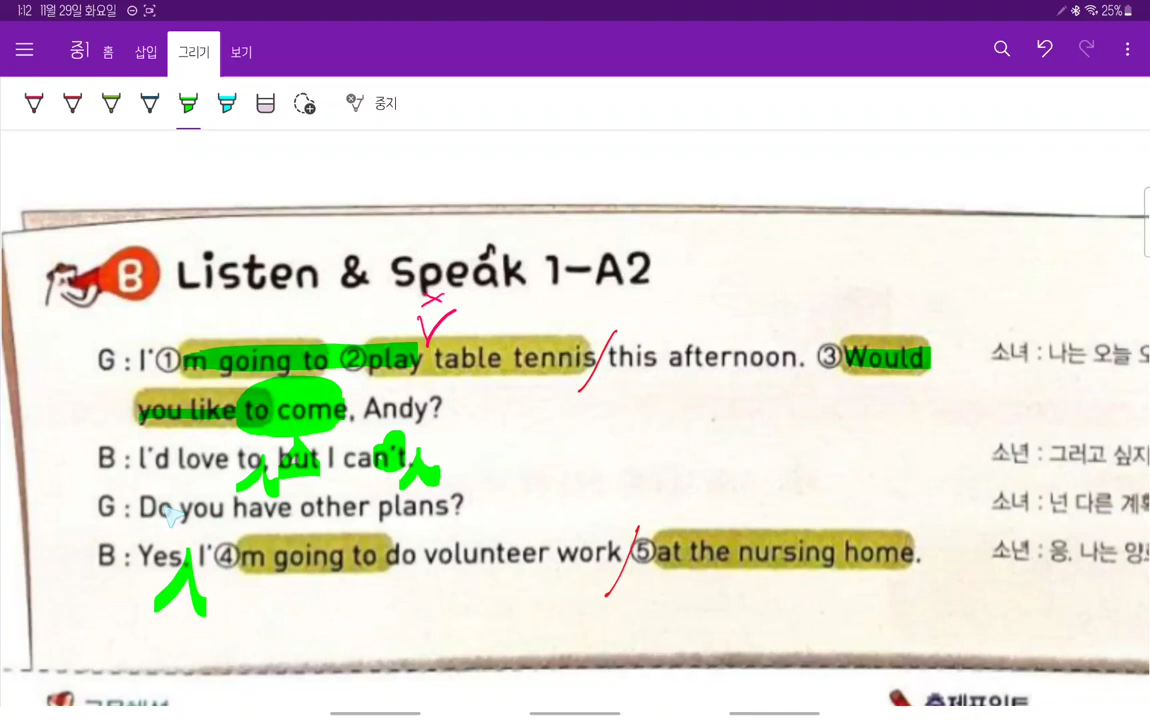 1:12 11월 29일 화요일 25%
중1 홈 삽입 그리기 보기
중지
B Listen & Speak 1-A2
G : I'①m going to ②play table tennis this afternoon. ③Would 소녀 : 나는 오늘 오
you like to come, Andy?
B : I'd love to, but I can't. 소년 : 그러고 싶지
G : Do you have other plans? 소녀 : 넌 다른 계획
B : Yes. I'④m going to do volunteer work ⑤at the nursing home. 소년 : 응. 나는 양로